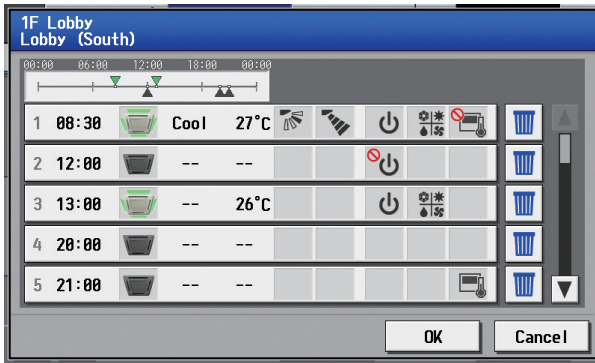 1F Lobby
Lobby (South)
00:00 06:00 12:00 18:00 00:00
1 08:30 Cool 27°C
2 12:00 -- --
3 13:00 -- 26°C
4 20:00 -- --
5 21:00 -- --
OK Cancel